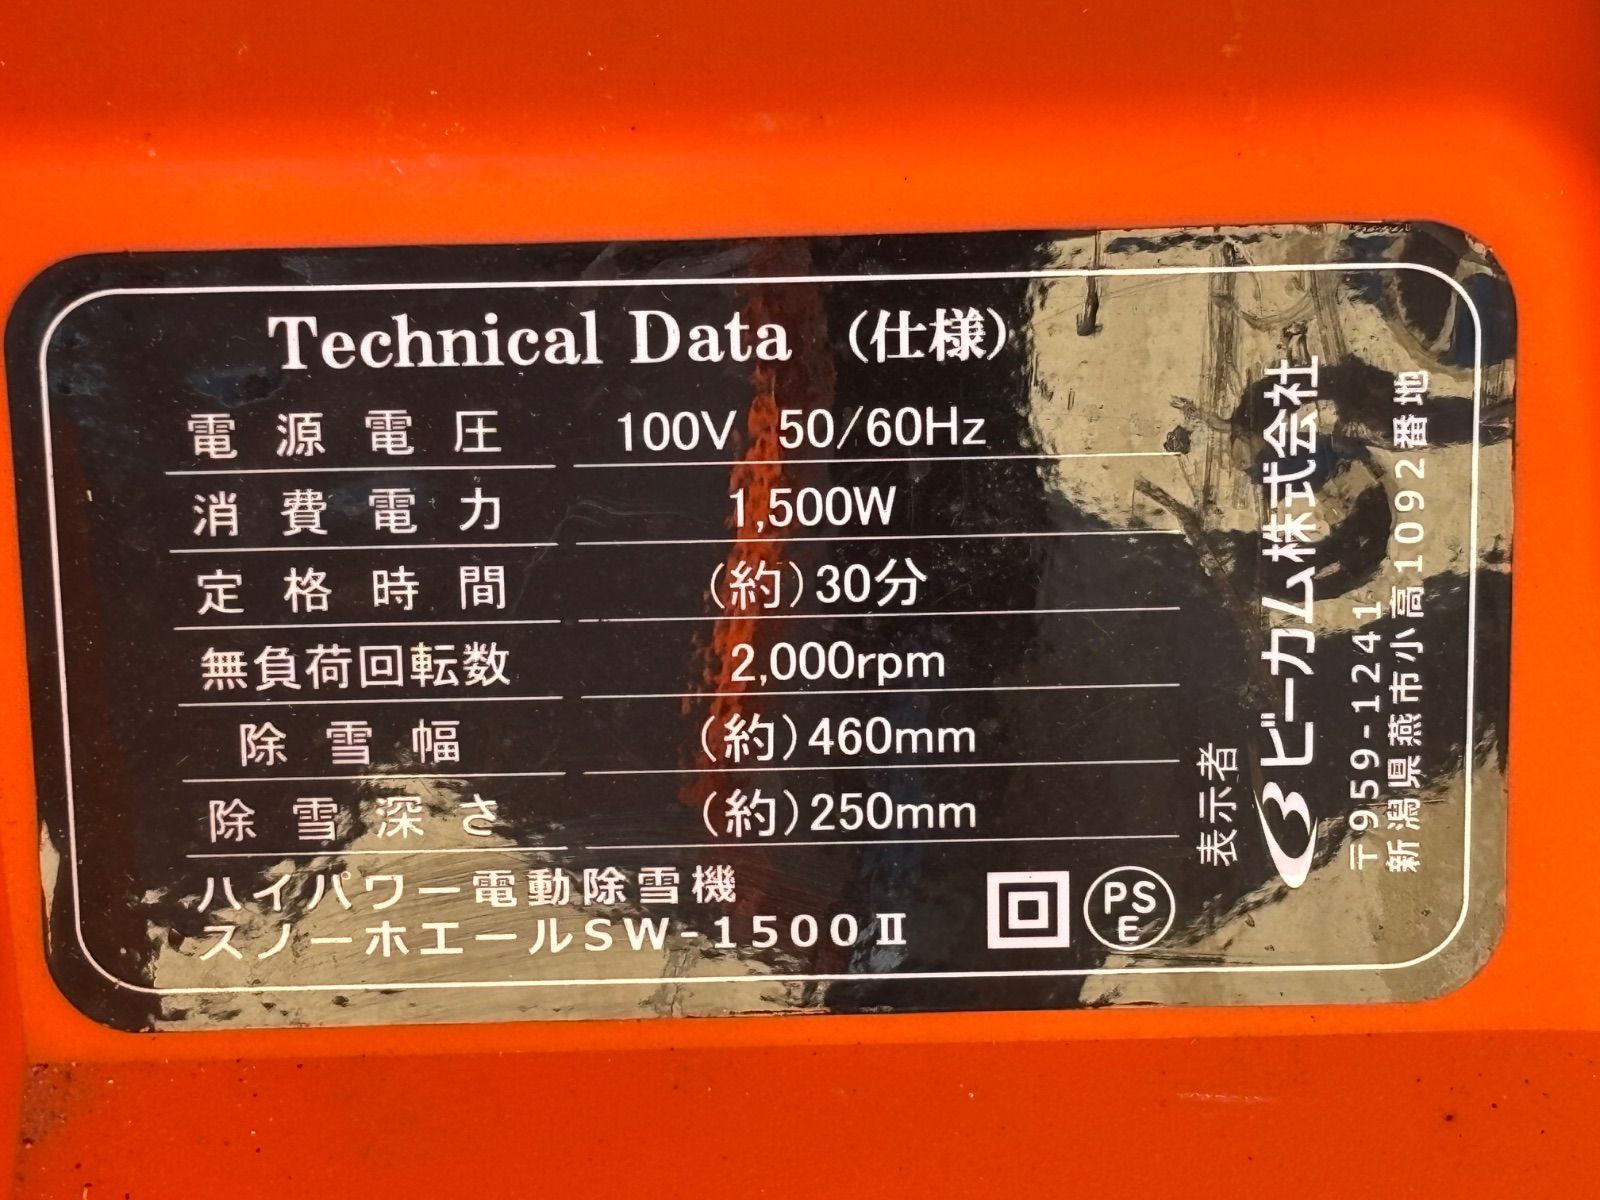 Technical Data （仕様）
電源電圧 100V 50/60Hz
消費電力 1,500W
定格時間 （約）30分
無負荷回転数 2,000rpm
除雪幅 （約）460mm
除雪深さ （約）250mm
ハイパワー電動除雪機
スノーホエールSW-1500Ⅱ
PSE
表示者
ビーカム株式会社
〒959-1241
新潟県燕市小高1092番地